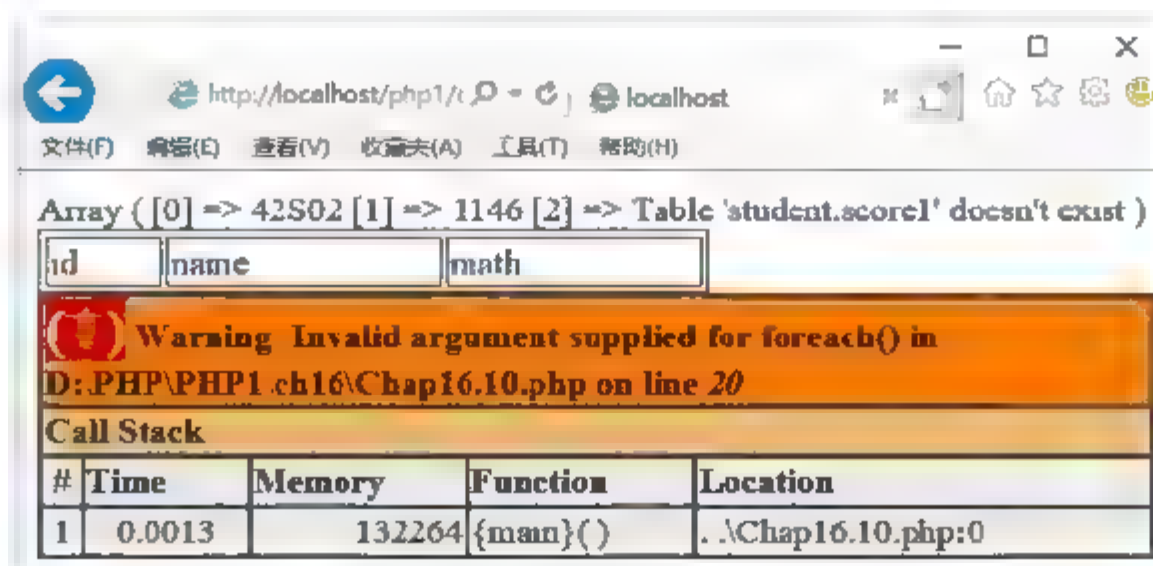 http://localhost/php1/c localhost
文件(F) 编辑(E) 查看(V) 收藏夹(A) 工具(T) 帮助(H)
Array ( [0] => 42S02 [1] => 1146 [2] => Table 'student.score1' doesn't exist )
id name math
( ! ) Warning Invalid argument supplied for foreach() in
D:.PHP\PHP1.ch16\Chap16.10.php on line 20
Call Stack
# Time Memory Function Location
1 0.0013 132264 {main}( ) ..\Chap16.10.php:0